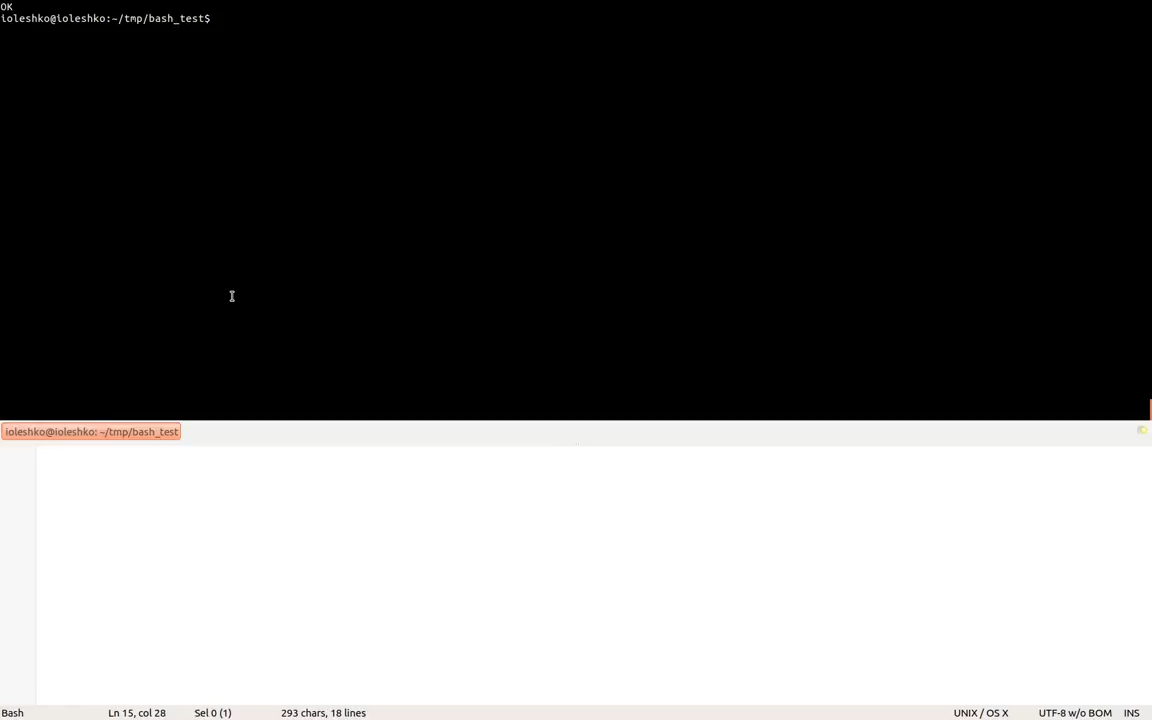 OK
ioleshko@ioleshko:~/tmp/bash_test$
ioleshko@ioleshko: ~/tmp/bash_test
Bash Ln 15, col 28 Sel 0 (1) 293 chars, 18 lines UNIX / OS X UTF-8 w/o BOM INS